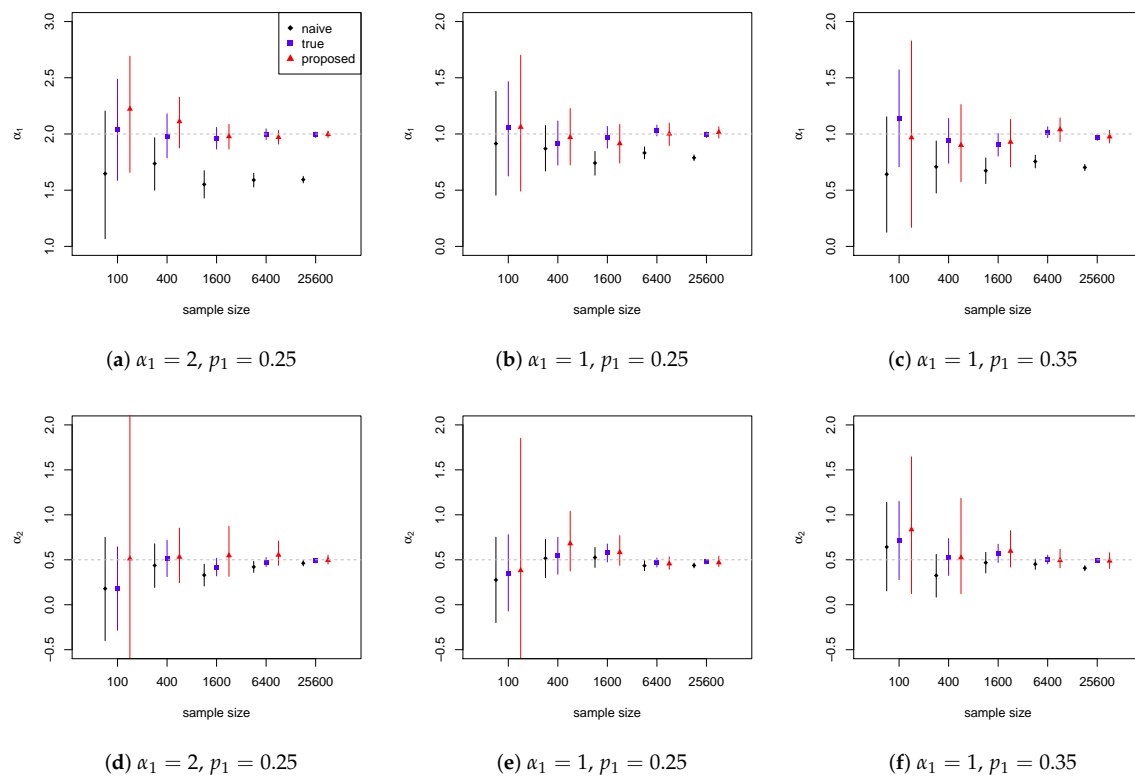 3.0
2.5
2.0
1.5
1.0
α₁
naive
true
proposed
100 400 1600 6400 25600
sample size
(a) α₁ = 2, p₁ = 0.25
2.0
1.5
1.0
0.5
0.0
α₁
100 400 1600 6400 25600
sample size
(b) α₁ = 1, p₁ = 0.25
2.0
1.5
1.0
0.5
0.0
α₁
100 400 1600 6400 25600
sample size
(c) α₁ = 1, p₁ = 0.35
2.0
1.5
1.0
0.5
0.0
−0.5
α₂
100 400 1600 6400 25600
sample size
(d) α₁ = 2, p₁ = 0.25
2.0
1.5
1.0
0.5
0.0
−0.5
α₂
100 400 1600 6400 25600
sample size
(e) α₁ = 1, p₁ = 0.25
2.0
1.5
1.0
0.5
0.0
−0.5
α₂
100 400 1600 6400 25600
sample size
(f) α₁ = 1, p₁ = 0.35